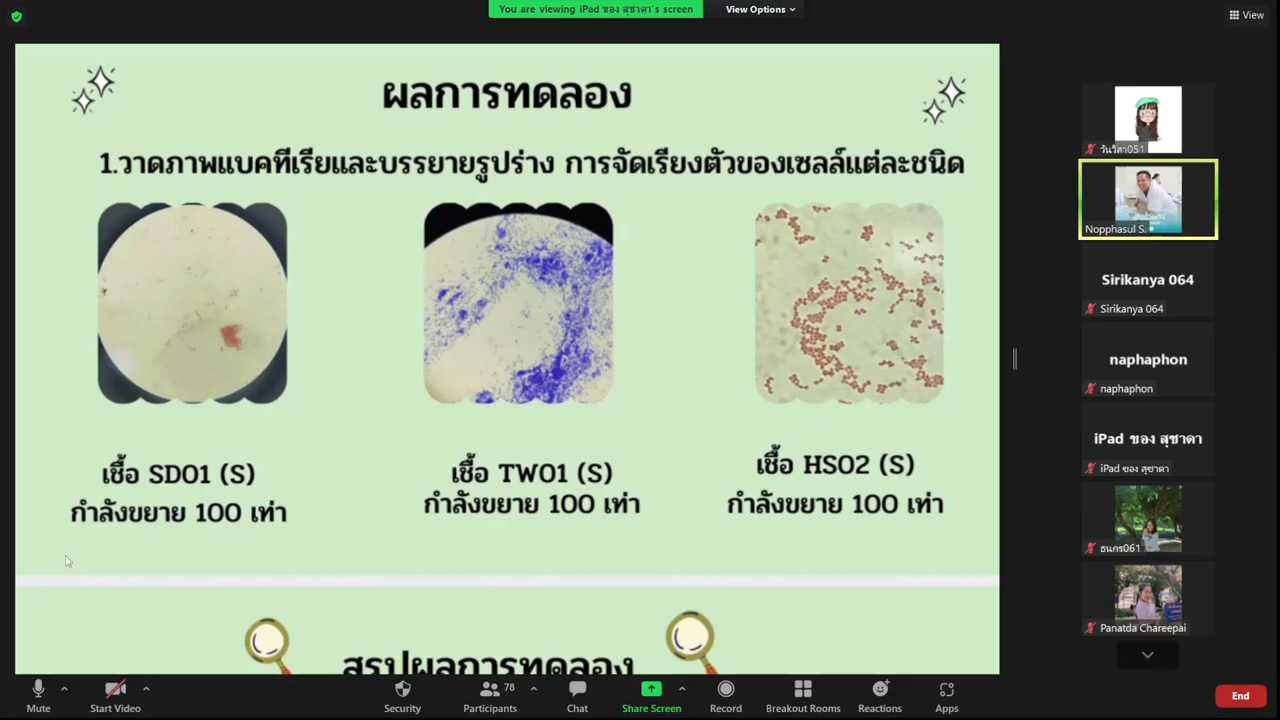 You are viewing iPad ของ สุชาดา's screen
View Options
View
ผลการทดลอง
1.วาดภาพแบคทีเรียและบรรยายรูปร่าง การจัดเรียงตัวของเซลล์แต่ละชนิด
เชื้อ SD01 (S)
กำลังขยาย 100 เท่า
เชื้อ TW01 (S)
กำลังขยาย 100 เท่า
เชื้อ HS02 (S)
กำลังขยาย 100 เท่า
สรุปผลการทดลอง
วันวิสา051
Nopphasul S.
Sirikanya 064
Sirikanya 064
naphaphon
naphaphon
iPad ของ สุชาดา
iPad ของ สุชาดา
ธนกร061
Panatda Chareepai
Mute
Start Video
Security
78
Participants
Chat
Share Screen
Record
Breakout Rooms
Reactions
Apps
End